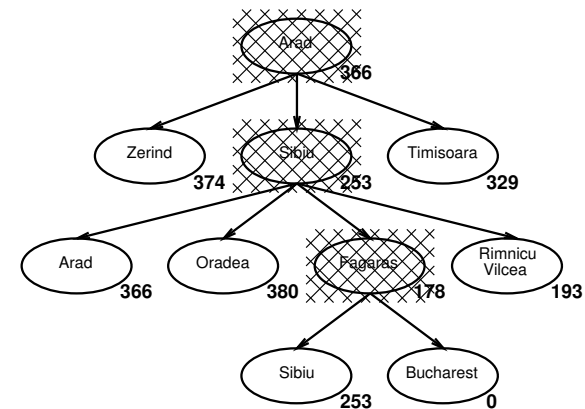 Arad
366
Zerind
374
Sibiu
253
Timisoara
329
Arad
366
Oradea
380
Fagaras
178
Rimnicu
Vilcea
193
Sibiu
253
Bucharest
0